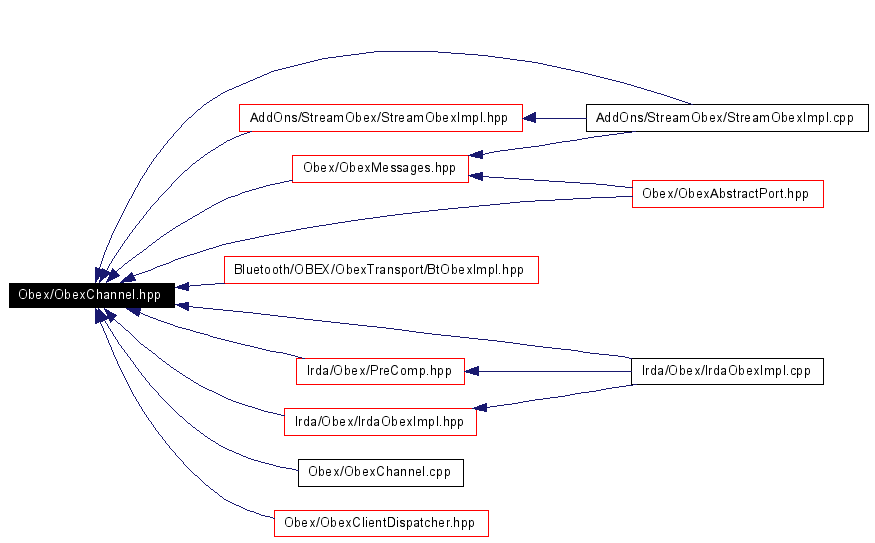 AddOns/StreamObex/StreamObexImpl.hpp
AddOns/StreamObex/StreamObexImpl.cpp
Obex/ObexMessages.hpp
Obex/ObexAbstractPort.hpp
Bluetooth/OBEX/ObexTransport/BtObexImpl.hpp
Obex/ObexChannel.hpp
Irda/Obex/PreComp.hpp
Irda/Obex/IrdaObexImpl.cpp
Irda/Obex/IrdaObexImpl.hpp
Obex/ObexChannel.cpp
Obex/ObexClientDispatcher.hpp